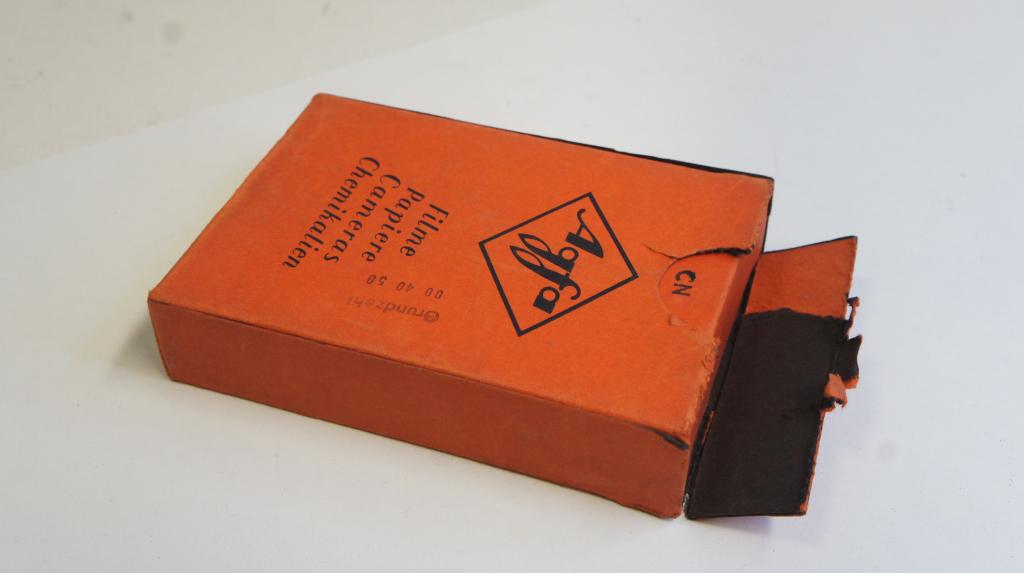 CN
Agfa
Filme
Papiere
Cameras
Chemikalien
Grundzahl
00 40 50